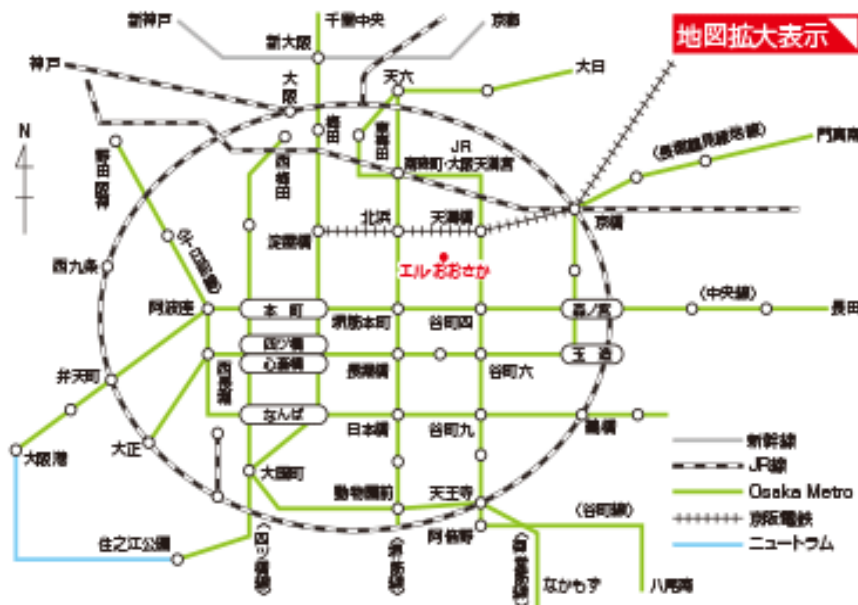 新神戸
千里中央
京都
地図拡大表示
新大阪
神戸
大阪
天六
大日
N
梅田
東梅田
JR
南森町・大阪天満宮
(長堀鶴見緑地線)
門真南
野田阪神
西梅田
北浜
天満橋
京橋
淀屋橋
エル・おおさか
西九条
阿波座
本町
堺筋本町
谷町四
森ノ宮
(中央線)
長田
四ツ橋
心斎橋
長堀橋
谷町六
玉造
弁天町
西長堀
なんば
日本橋
谷町九
鶴橋
大正
大阪港
大国町
動物園前
天王寺
新幹線
JR線
Osaka Metro
京阪電鉄
ニュートラム
住之江公園
(四ツ橋線)
(堺筋線)
阿倍野
(谷町線)
(御堂筋線)
なかもず
八尾南